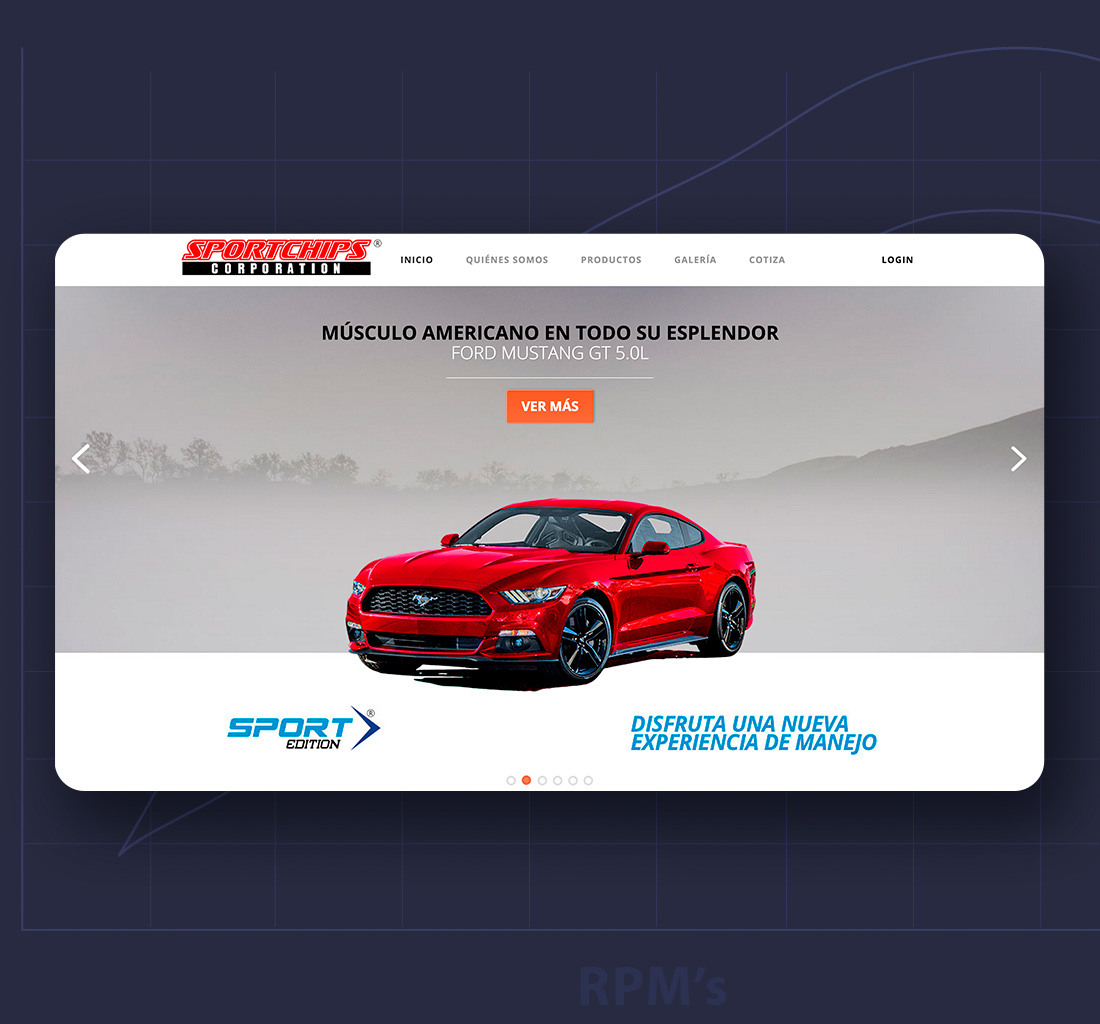 SPORTCHIPS®
CORPORATION
INICIO QUIÉNES SOMOS PRODUCTOS GALERÍA COTIZA LOGIN
MÚSCULO AMERICANO EN TODO SU ESPLENDOR
FORD MUSTANG GT 5.0L
VER MÁS
SPORT®
EDITION
DISFRUTA UNA NUEVA
EXPERIENCIA DE MANEJO
RPM’s